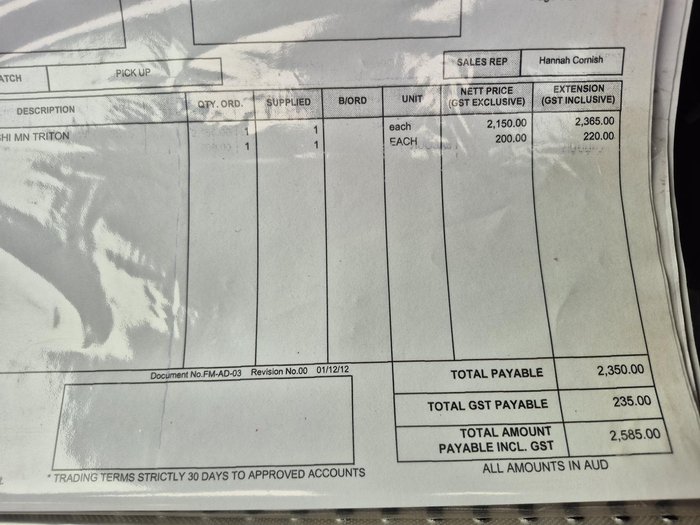 SALES REP Hannah Cornish
ATCH PICK UP
DESCRIPTION QTY. ORD. SUPPLIED B/ORD UNIT NETT PRICE (GST EXCLUSIVE) EXTENSION (GST INCLUSIVE)
SHI MN TRITON 1 1 each 2,150.00 2,365.00
1 1 EACH 200.00 220.00
Document No.FM-AD-03 Revision No.00 01/12/12
TOTAL PAYABLE 2,350.00
TOTAL GST PAYABLE 235.00
TOTAL AMOUNT PAYABLE INCL. GST 2,585.00
* TRADING TERMS STRICTLY 30 DAYS TO APPROVED ACCOUNTS
ALL AMOUNTS IN AUD